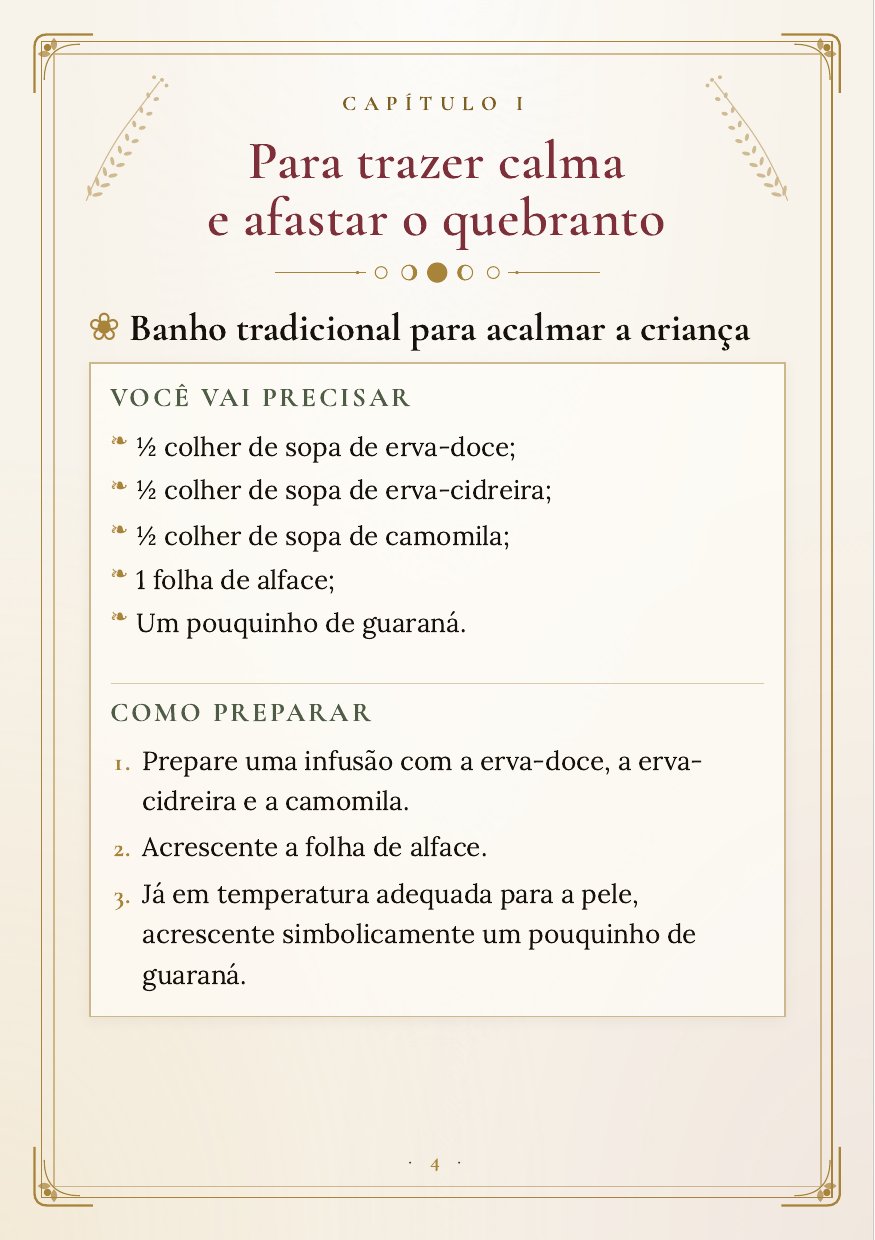 CAPÍTULO I
Para trazer calma
e afastar o quebranto
Banho tradicional para acalmar a criança
VOCÊ VAI PRECISAR
½ colher de sopa de erva-doce;
½ colher de sopa de erva-cidreira;
½ colher de sopa de camomila;
1 folha de alface;
Um pouquinho de guaraná.
COMO PREPARAR
1. Prepare uma infusão com a erva-doce, a erva-
cidreira e a camomila.
2. Acrescente a folha de alface.
3. Já em temperatura adequada para a pele,
acrescente simbolicamente um pouquinho de
guaraná.
· 4 ·